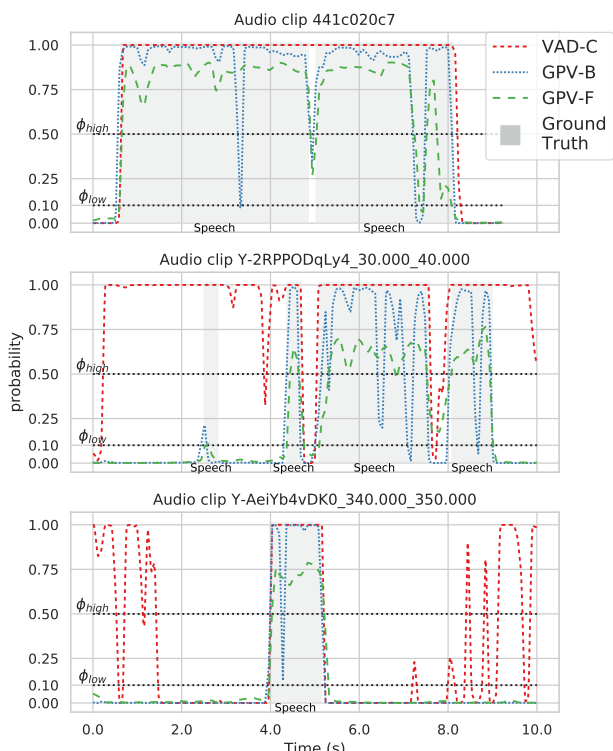 Audio clip 441c020c7
1.00
0.75
0.50
0.10
0.00
ϕhigh
ϕlow
Speech
Speech
VAD-C
GPV-B
GPV-F
Ground
Truth
Audio clip Y-2RPPODqLy4_30.000_40.000
probability
1.00
0.75
0.50
0.25
0.10
0.00
ϕhigh
ϕlow
Speech
Speech
Speech
Speech
Audio clip Y-AeiYb4vDK0_340.000_350.000
1.00
0.75
0.50
0.25
0.10
0.00
ϕhigh
ϕlow
Speech
0.0 2.0 4.0 6.0 8.0 10.0
Time (s)